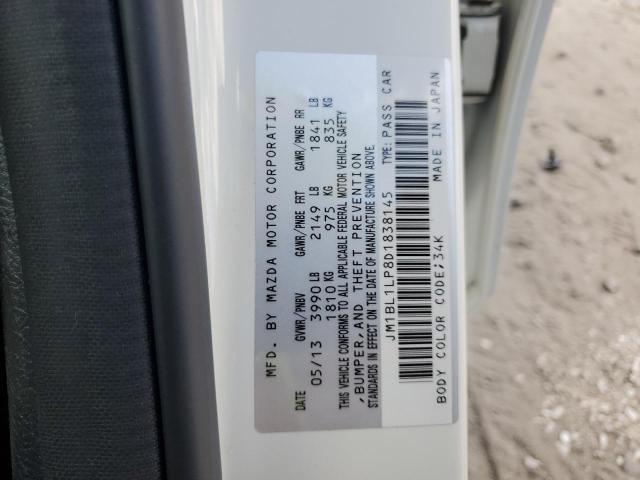 MFD. BY MAZDA MOTOR CORPORATION
DATE GVWR/PNBV GAWR/PNBE FRT GAWR/PNBE RR
05/13 3990 LB 2149 LB 1841 LB
1810 KG 975 KG 835 KG
THIS VEHICLE CONFORMS TO ALL APPLICABLE FEDERAL MOTOR VEHICLE SAFETY
,BUMPER,AND THEFT PREVENTION
STANDARDS IN EFFECT ON THE DATE OF MANUFACTURE SHOWN ABOVE.
JM1BL1LP8D1838145 TYPE: PASS CAR
BODY COLOR CODE;34K MADE IN JAPAN